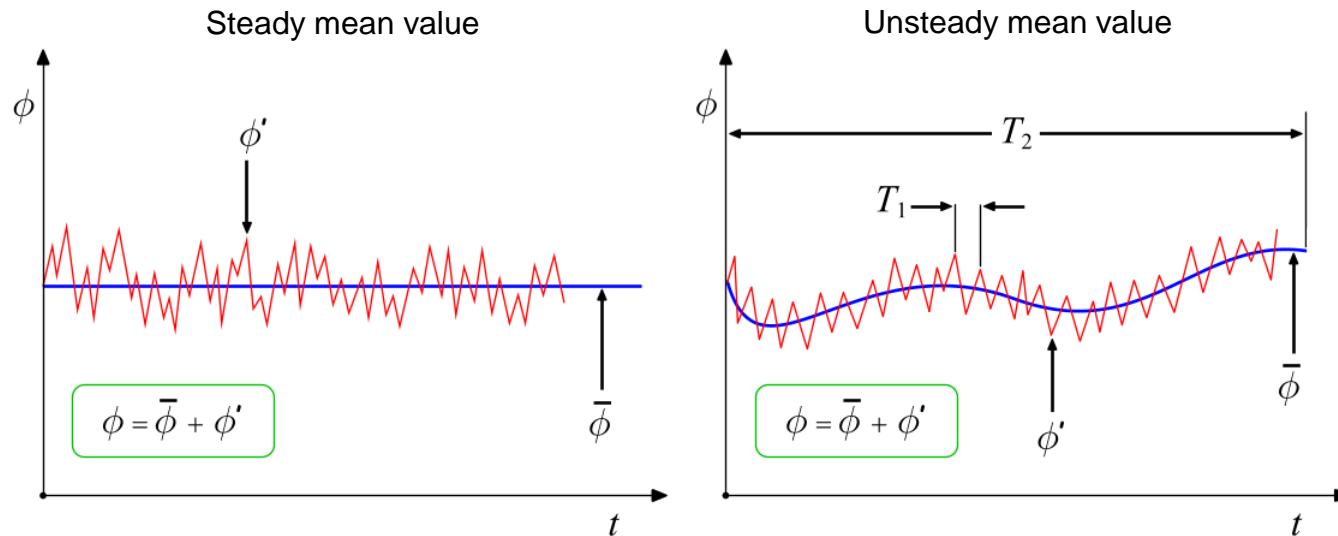 Steady mean value
ϕ
ϕ'
ϕ = ϕ̅ + ϕ'
ϕ̅
t
Unsteady mean value
ϕ
T₂
T₁
ϕ = ϕ̅ + ϕ'
ϕ'
ϕ̅
t